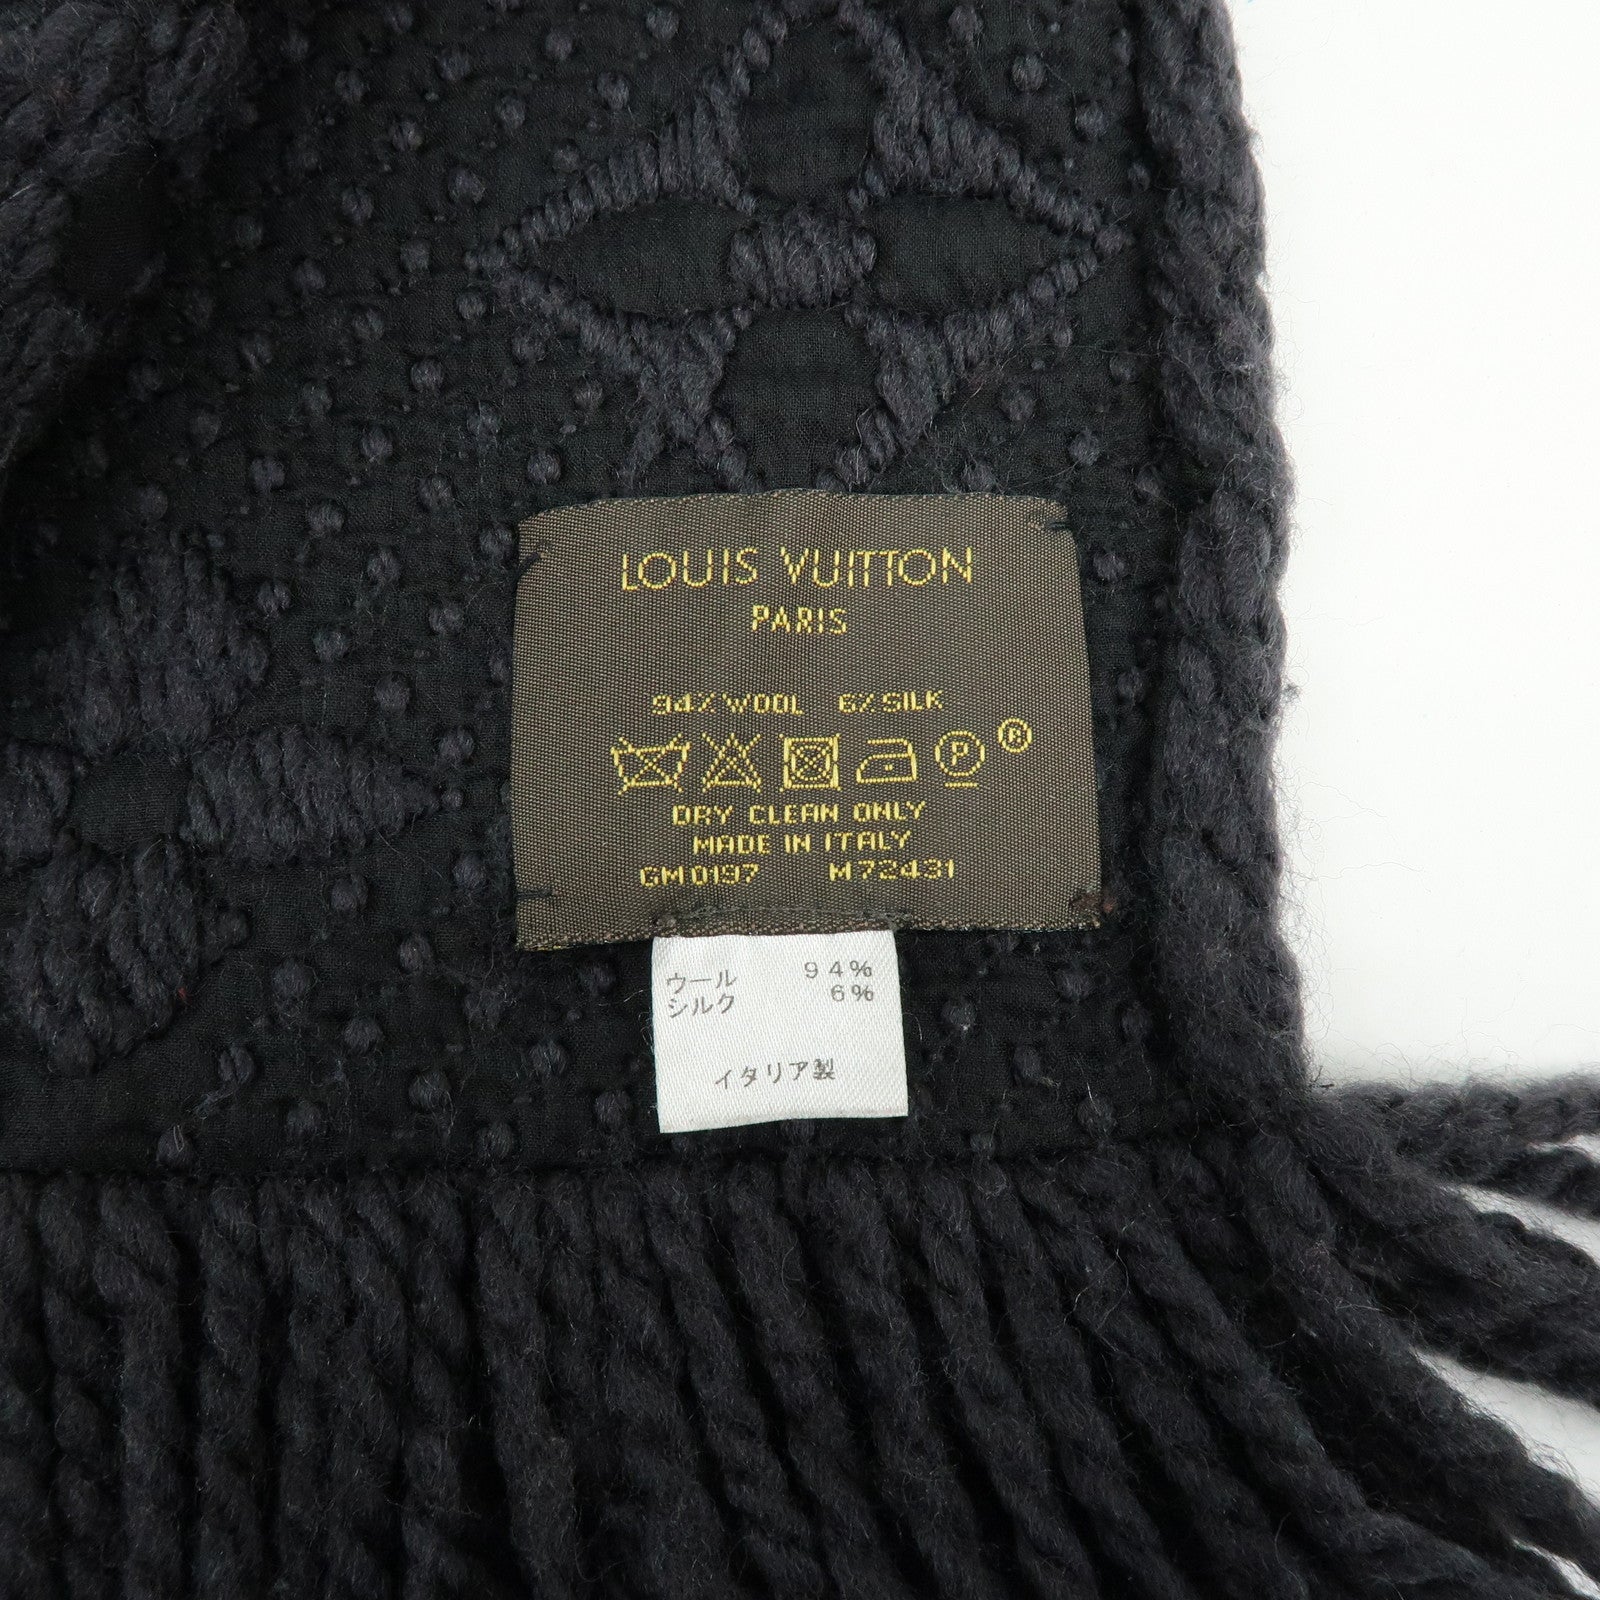 LOUIS VUITTON
PARIS
94% WOOL 6% SILK
P ®
DRY CLEAN ONLY
MADE IN ITALY
GM0197 M72431
ウール 94%
シルク 6%
イタリア製